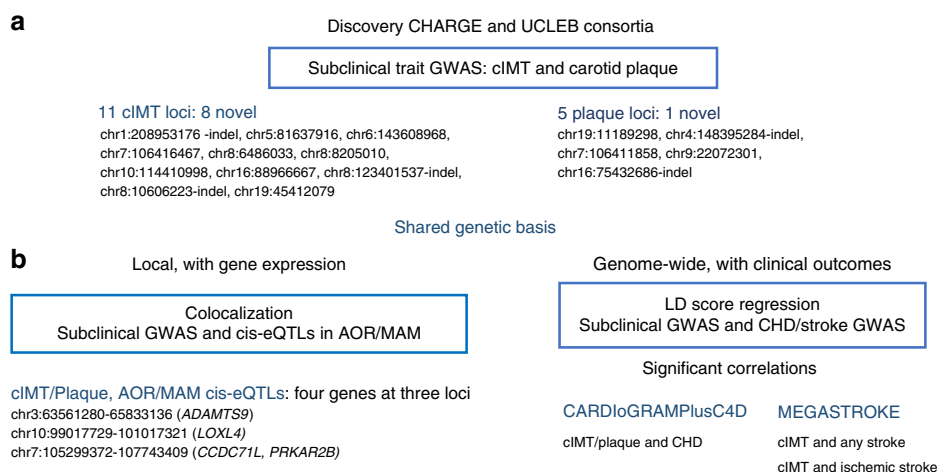 a
Discovery CHARGE and UCLEB consortia
Subclinical trait GWAS: cIMT and carotid plaque
11 cIMT loci: 8 novel
chr1:208953176 -indel, chr5:81637916, chr6:143608968,
chr7:106416467, chr8:6486033, chr8:8205010,
chr10:114410998, chr16:88966667, chr8:123401537-indel,
chr8:10606223-indel, chr19:45412079
5 plaque loci: 1 novel
chr19:11189298, chr4:148395284-indel,
chr7:106411858, chr9:22072301,
chr16:75432686-indel
Shared genetic basis
b
Local, with gene expression
Colocalization
Subclinical GWAS and cis-eQTLs in AOR/MAM
cIMT/Plaque, AOR/MAM cis-eQTLs: four genes at three loci
chr3:63561280-65833136 (ADAMTS9)
chr10:99017729-101017321 (LOXL4)
chr7:105299372-107743409 (CCDC71L, PRKAR2B)
Genome-wide, with clinical outcomes
LD score regression
Subclinical GWAS and CHD/stroke GWAS
Significant correlations
CARDIoGRAMPlusC4D
cIMT/plaque and CHD
MEGASTROKE
cIMT and any stroke
cIMT and ischemic stroke